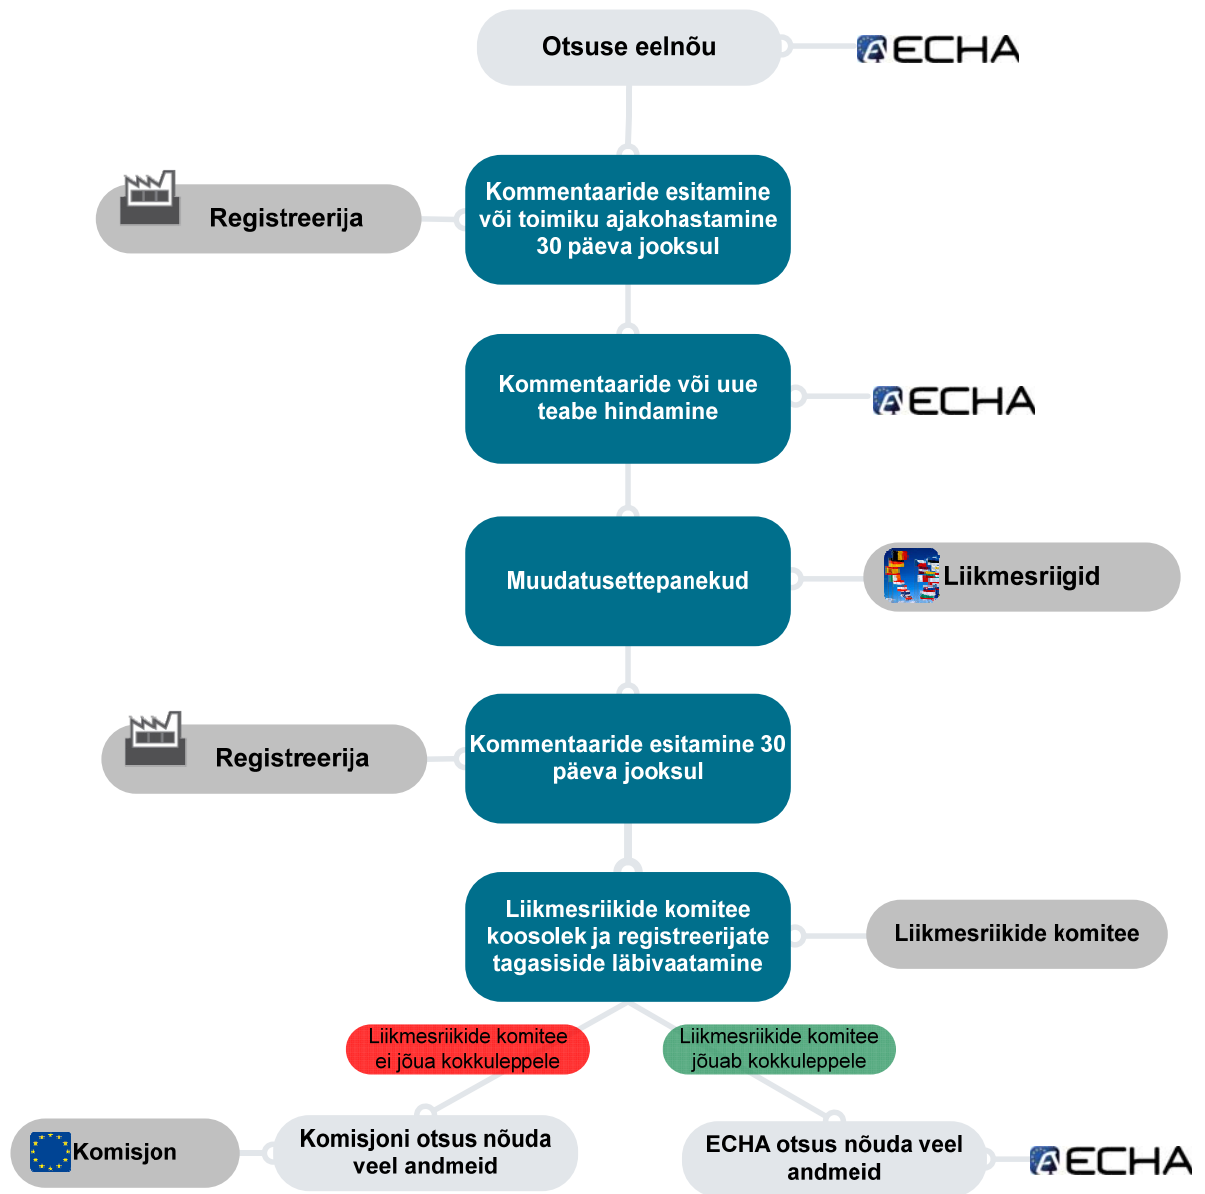 Otsuse eelnõu
ECHA
Kommentaaride esitamine
või toimiku ajakohastamine
30 päeva jooksul
Registreerija
Kommentaaride või uue
teabe hindamine
ECHA
Muudatusettepanekud
Liikmesriigid
Kommentaaride esitamine 30
päeva jooksul
Registreerija
Liikmesriikide komitee
koosolek ja registreerijate
tagasiside läbivaatamine
Liikmesriikide komitee
Liikmesriikide komitee
ei jõua kokkuleppele
Liikmesriikide komitee
jõuab kokkuleppele
Komisjon
Komisjoni otsus nõuda
veel andmeid
ECHA otsus nõuda veel
andmeid
ECHA